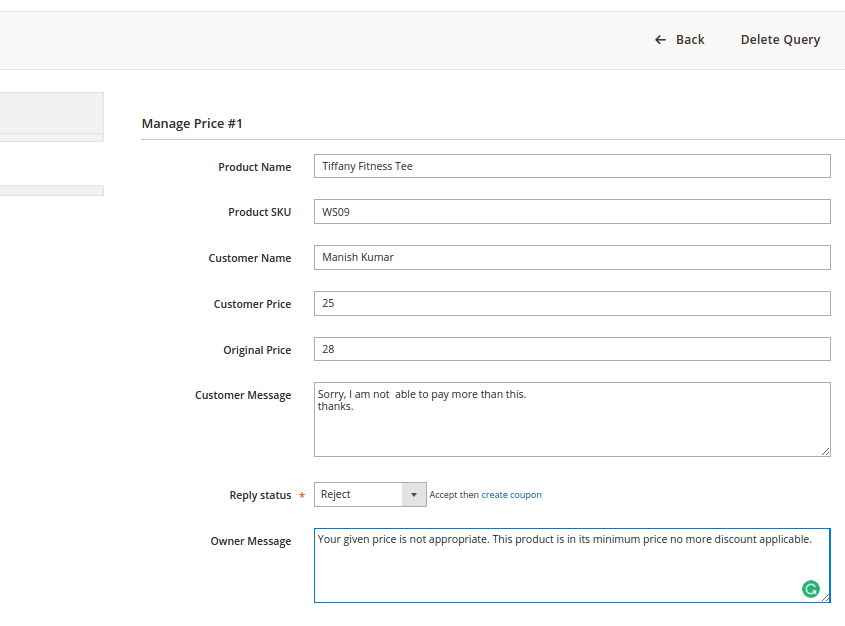 ← Back Delete Query
Manage Price #1
Product Name Tiffany Fitness Tee
Product SKU WS09
Customer Name Manish Kumar
Customer Price 25
Original Price 28
Customer Message Sorry, I am not  able to pay more than this.
thanks.
Reply status * Reject Accept then create coupon
Owner Message Your given price is not appropriate. This product is in its minimum price no more discount applicable.